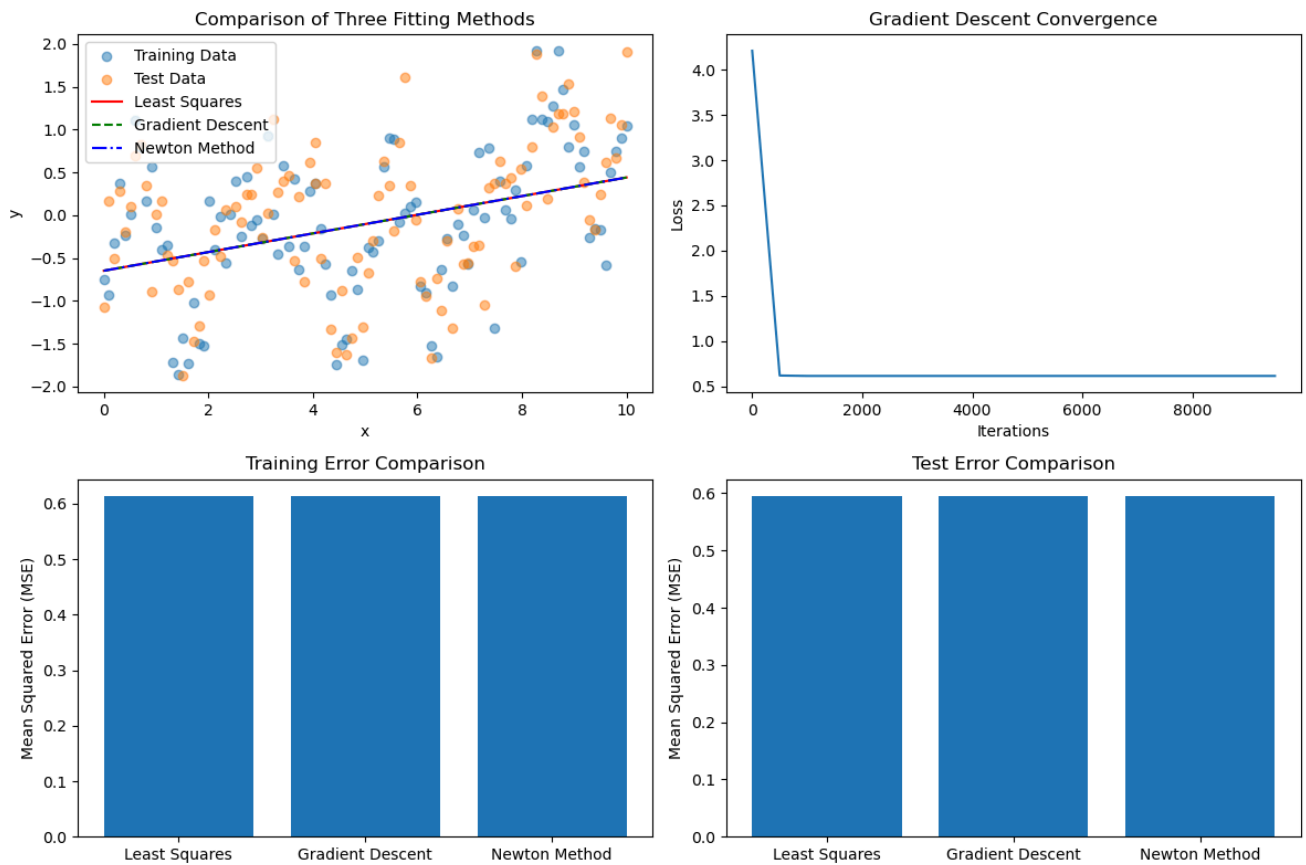 Comparison of Three Fitting Methods
2.0
1.5
1.0
0.5
0.0
-0.5
-1.0
-1.5
-2.0
y
Training Data
Test Data
Least Squares
Gradient Descent
Newton Method
0 2 4 6 8 10
x
Gradient Descent Convergence
4.0
3.5
3.0
2.5
2.0
1.5
1.0
0.5
Loss
0 2000 4000 6000 8000
Iterations
Training Error Comparison
0.6
0.5
0.4
0.3
0.2
0.1
0.0
Mean Squared Error (MSE)
Least Squares Gradient Descent Newton Method
Test Error Comparison
0.6
0.5
0.4
0.3
0.2
0.1
0.0
Mean Squared Error (MSE)
Least Squares Gradient Descent Newton Method